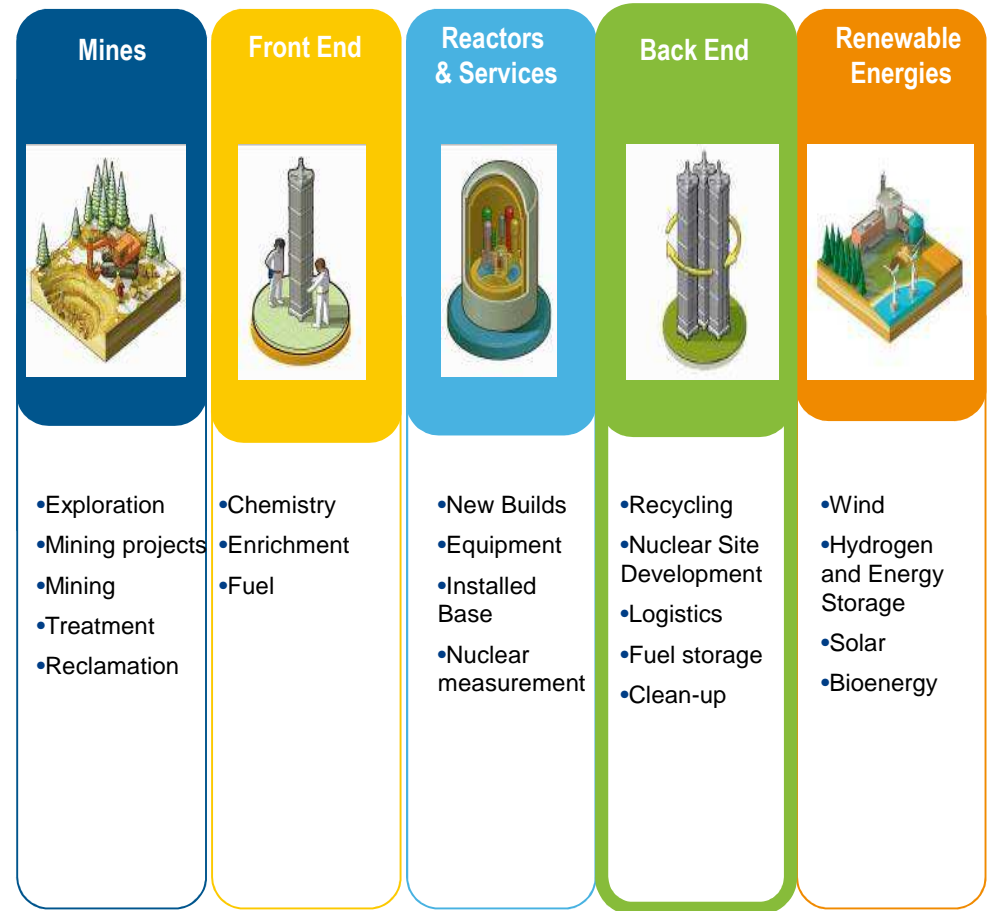 Mines
•Exploration
•Mining projects
•Mining
•Treatment
•Reclamation
Front End
•Chemistry
•Enrichment
•Fuel
Reactors
& Services
•New Builds
•Equipment
•Installed
Base
•Nuclear
measurement
Back End
•Recycling
•Nuclear Site
Development
•Logistics
•Fuel storage
•Clean-up
Renewable
Energies
•Wind
•Hydrogen
and Energy
Storage
•Solar
•Bioenergy